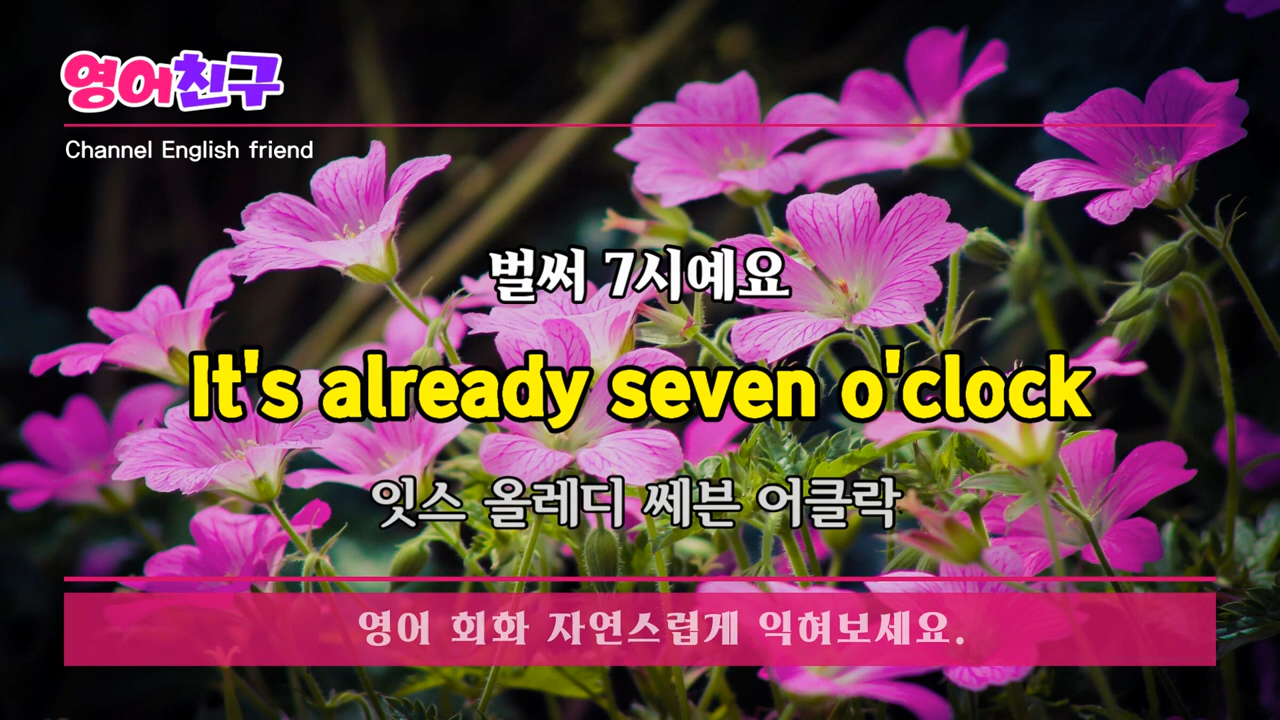 영어친구
Channel English friend
벌써 7시예요
It's already seven o'clock
잇스 올레디 쎄븐 어클락
영어 회화 자연스럽게 익혀보세요.